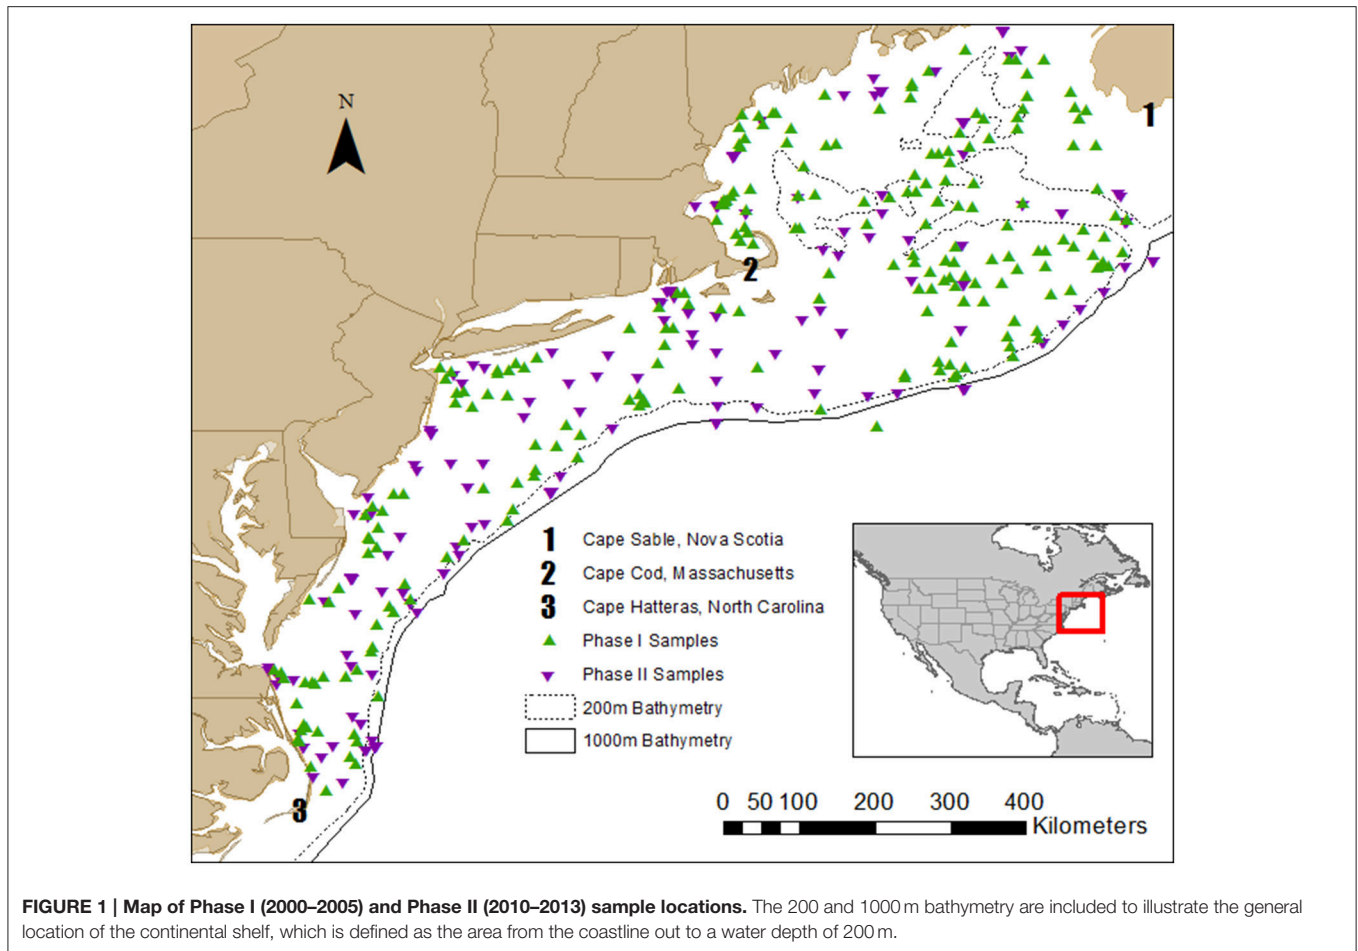 N
1
2
3
1 Cape Sable, Nova Scotia
2 Cape Cod, Massachusetts
3 Cape Hatteras, North Carolina
Phase I Samples
Phase II Samples
200m Bathymetry
1000m Bathymetry
0 50 100 200 300 400
Kilometers
FIGURE 1 | Map of Phase I (2000–2005) and Phase II (2010–2013) sample locations. The 200 and 1000 m bathymetry are included to illustrate the general
location of the continental shelf, which is defined as the area from the coastline out to a water depth of 200 m.